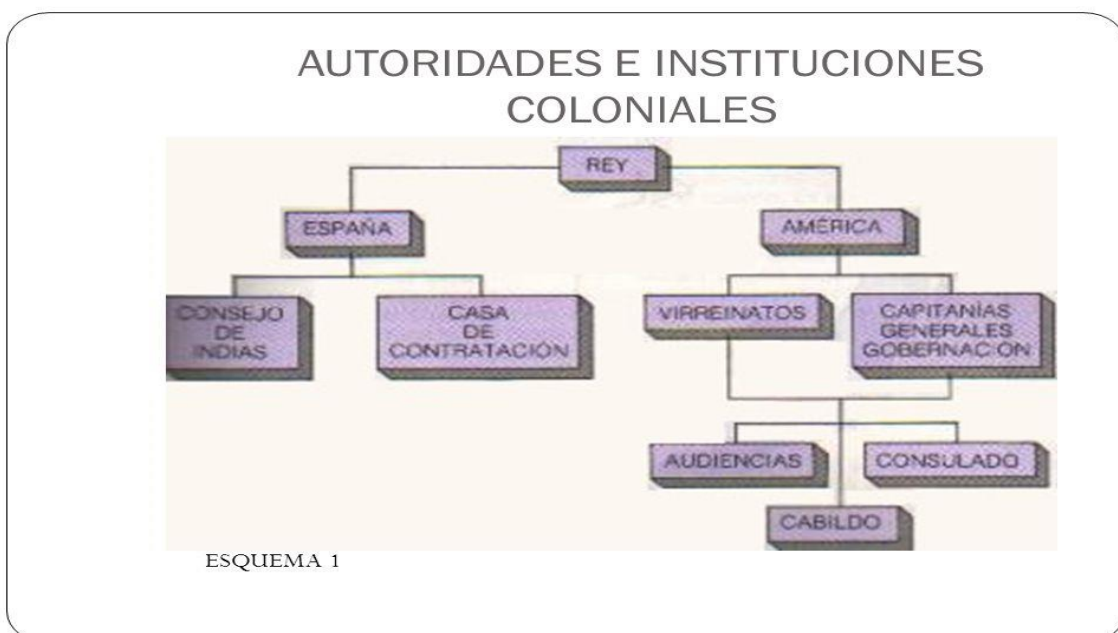 AUTORIDADES E INSTITUCIONES
COLONIALES
REY
ESPAÑA
AMÉRICA
CONSEJO
DE
INDIAS
CASA
DE
CONTRATACIÓN
VIRREINATOS
CAPITANÍAS
GENERALES
GOBERNACION
AUDIENCIAS
CONSULADO
CABILDO
ESQUEMA 1